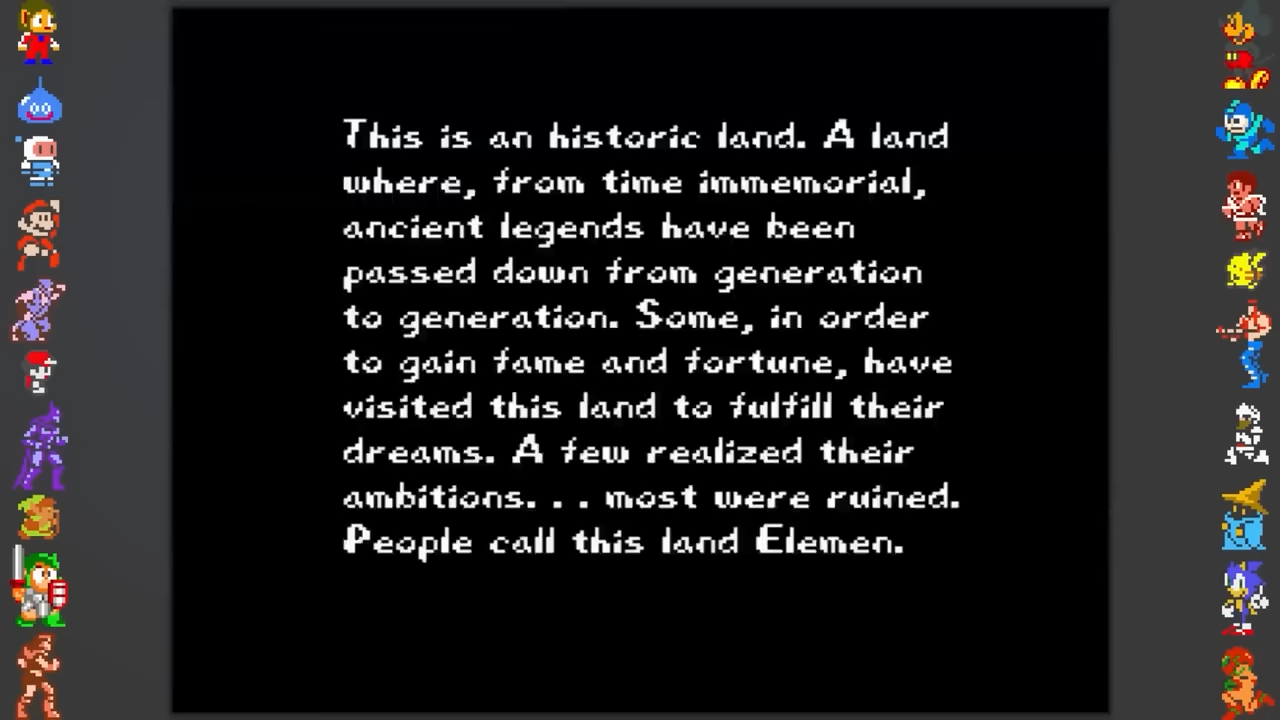 This is an historic land. A land
where, from time immemorial,
ancient legends have been
passed down from generation
to generation. Some, in order
to gain fame and fortune, have
visited this land to fulfill their
dreams. A few realized their
ambitions. . . most were ruined.
People call this land Elemen.